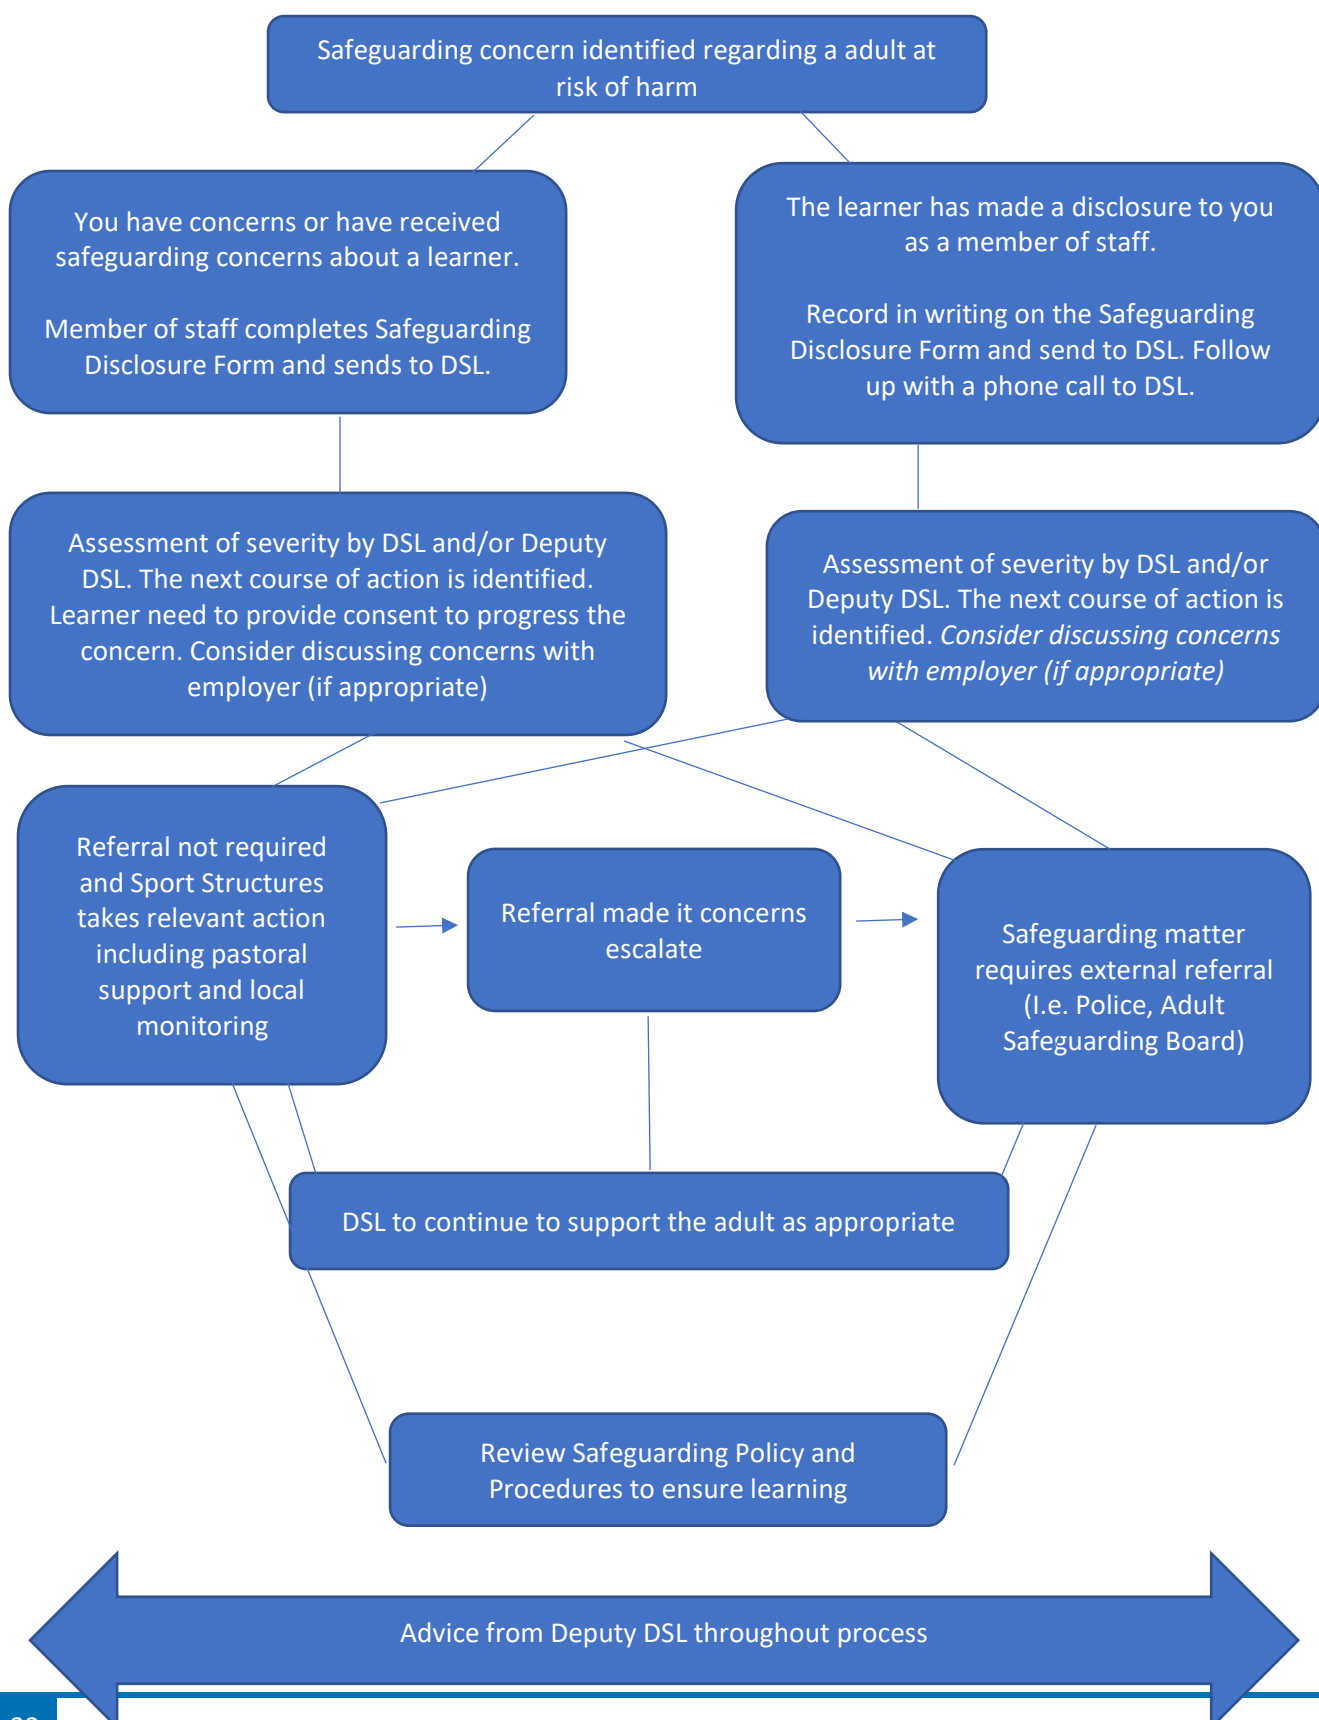 Safeguarding concern identified regarding a adult at
risk of harm
You have concerns or have received
safeguarding concerns about a learner.
Member of staff completes Safeguarding
Disclosure Form and sends to DSL.
The learner has made a disclosure to you
as a member of staff.
Record in writing on the Safeguarding
Disclosure Form and send to DSL. Follow
up with a phone call to DSL.
Assessment of severity by DSL and/or Deputy
DSL. The next course of action is identified.
Learner need to provide consent to progress the
concern. Consider discussing concerns with
employer (if appropriate)
Assessment of severity by DSL and/or
Deputy DSL. The next course of action is
identified. Consider discussing concerns
with employer (if appropriate)
Referral not required
and Sport Structures
takes relevant action
including pastoral
support and local
monitoring
Referral made it concerns
escalate
Safeguarding matter
requires external referral
(I.e. Police, Adult
Safeguarding Board)
DSL to continue to support the adult as appropriate
Review Safeguarding Policy and
Procedures to ensure learning
Advice from Deputy DSL throughout process